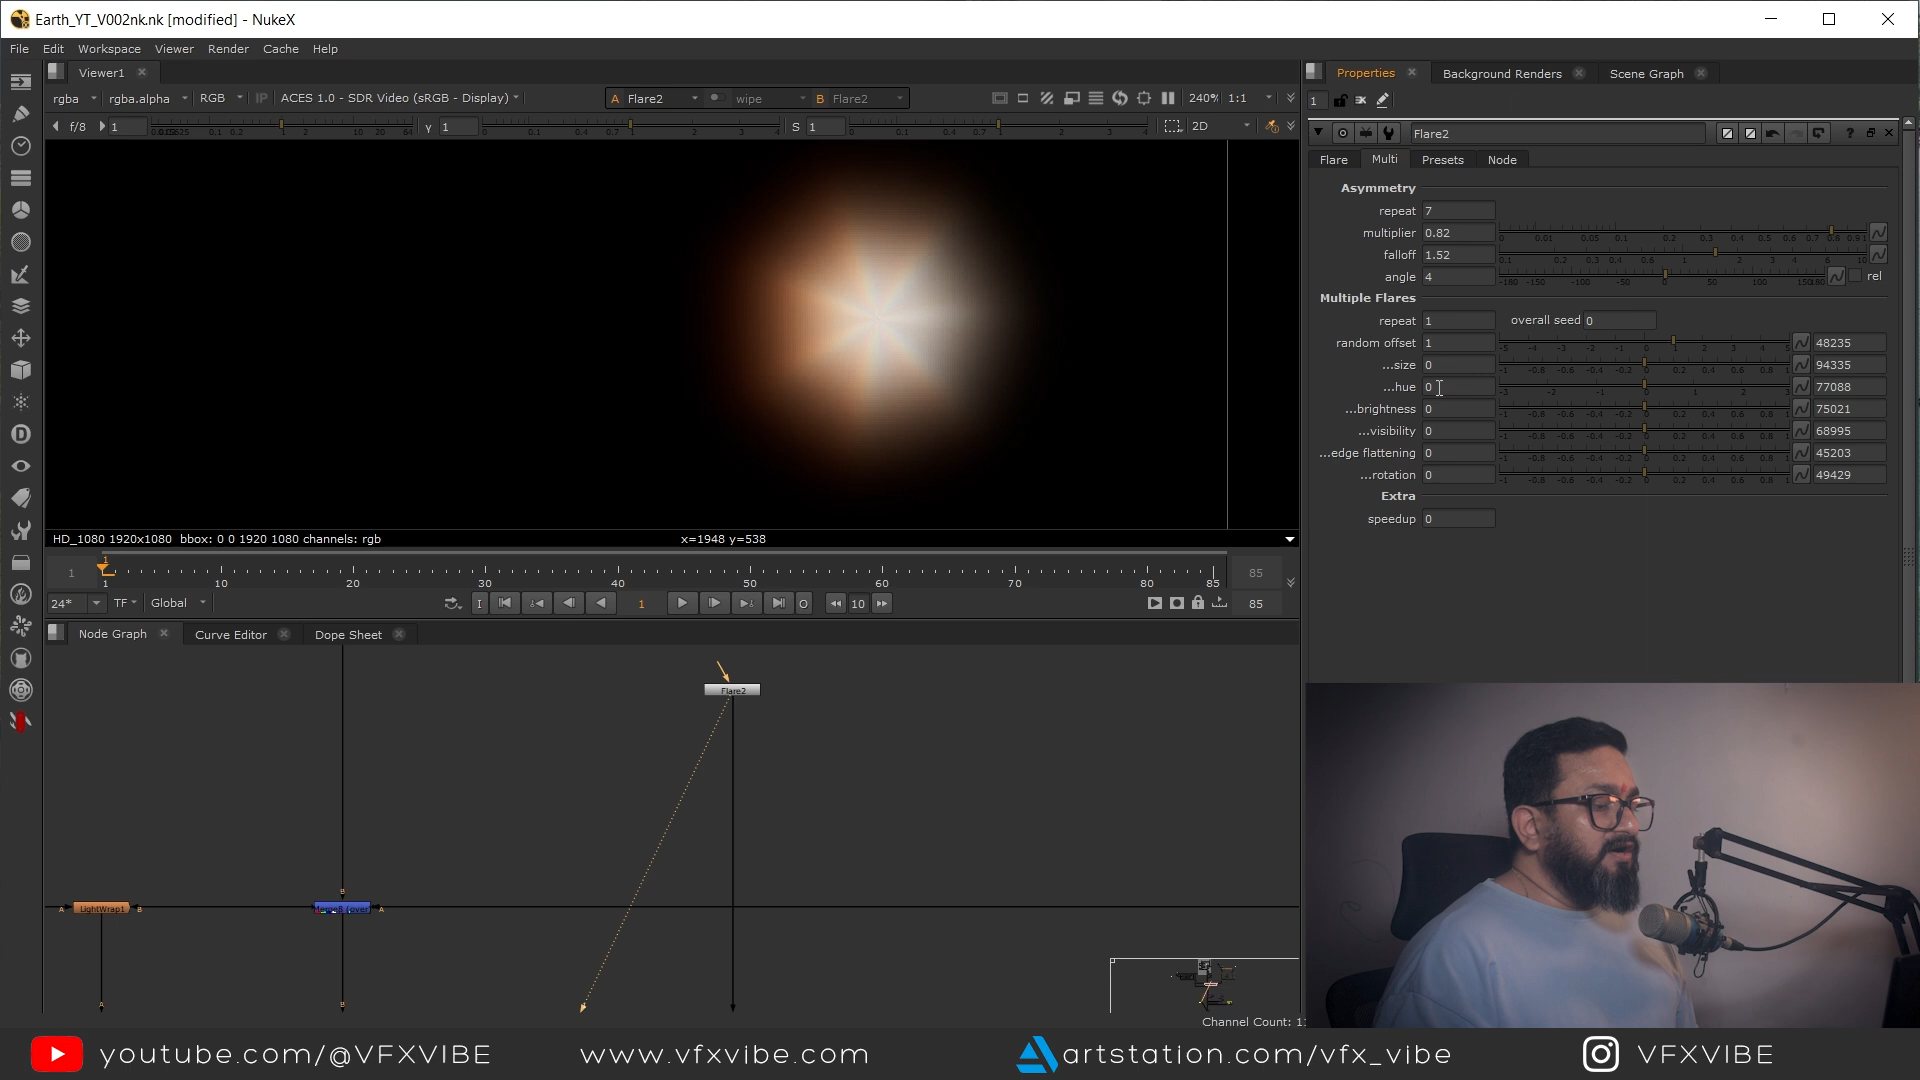 Earth_YT_V002nk.nk [modified] - NukeX
File Edit Workspace Viewer Render Cache Help
Viewer1
rgba rgba.alpha RGB IP ACES 1.0 - SDR Video (sRGB - Display) A Flare2 wipe B Flare2 240% 1:1
f/8 1 Y 1 S 1 2D
HD_1080 1920x1080 bbox: 0 0 1920 1080 channels: rgb x=1948 y=538
1 1 10 20 30 40 50 60 70 80 85 85
24* TF Global I 1 O 10 85
Node Graph Curve Editor Dope Sheet
Flare2
B
A LightWrap1 B Merge8 (over) A
A B
Channel Count: 1
Properties Background Renders Scene Graph
1
Flare2
Flare Multi Presets Node
Asymmetry
repeat 7
multiplier 0.82
falloff 1.52
angle 4 rel
Multiple Flares
repeat 1 overall seed 0
random offset 1 48235
...size 0 94335
...hue 0 77088
...brightness 0 75021
...visibility 0 68995
...edge flattening 0 45203
...rotation 0 49429
Extra
speedup 0
youtube.com/@VFXVIBE www.vfxvibe.com artstation.com/vfx_vibe VFXVIBE